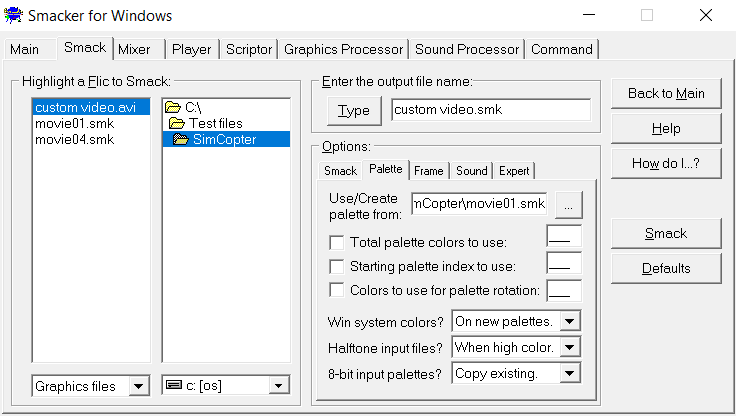 Smacker for Windows
Main Smack Mixer Player Scriptor Graphics Processor Sound Processor Command
Highlight a Flic to Smack:
custom video.avi
movie01.smk
movie04.smk
C:\
Test files
SimCopter
Graphics files
c: [os]
Enter the output file name:
Type
custom video.smk
Options:
Smack Palette Frame Sound Expert
Use/Create
palette from:
mCopter\movie01.smk
...
Total palette colors to use:
Starting palette index to use:
Colors to use for palette rotation:
Win system colors? On new palettes.
Halftone input files? When high color.
8-bit input palettes? Copy existing.
Back to Main
Help
How do I...?
Smack
Defaults